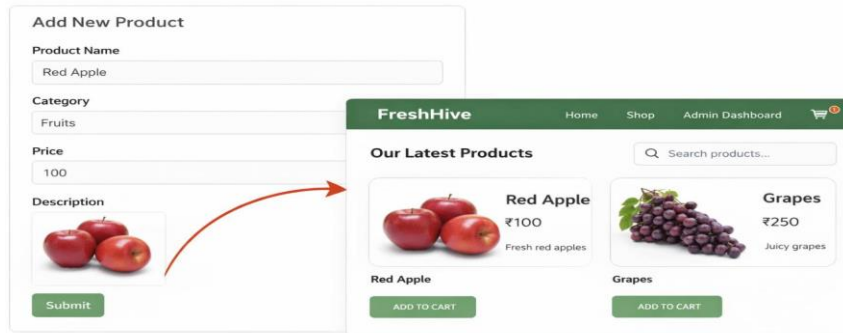 Add New Product
Product Name
Red Apple
Category
Fruits
Price
100
Description
Submit
FreshHive Home Shop Admin Dashboard
Our Latest Products Search products...
Red Apple
₹100
Fresh red apples
Red Apple
ADD TO CART
Grapes
₹250
Juicy grapes
Grapes
ADD TO CART